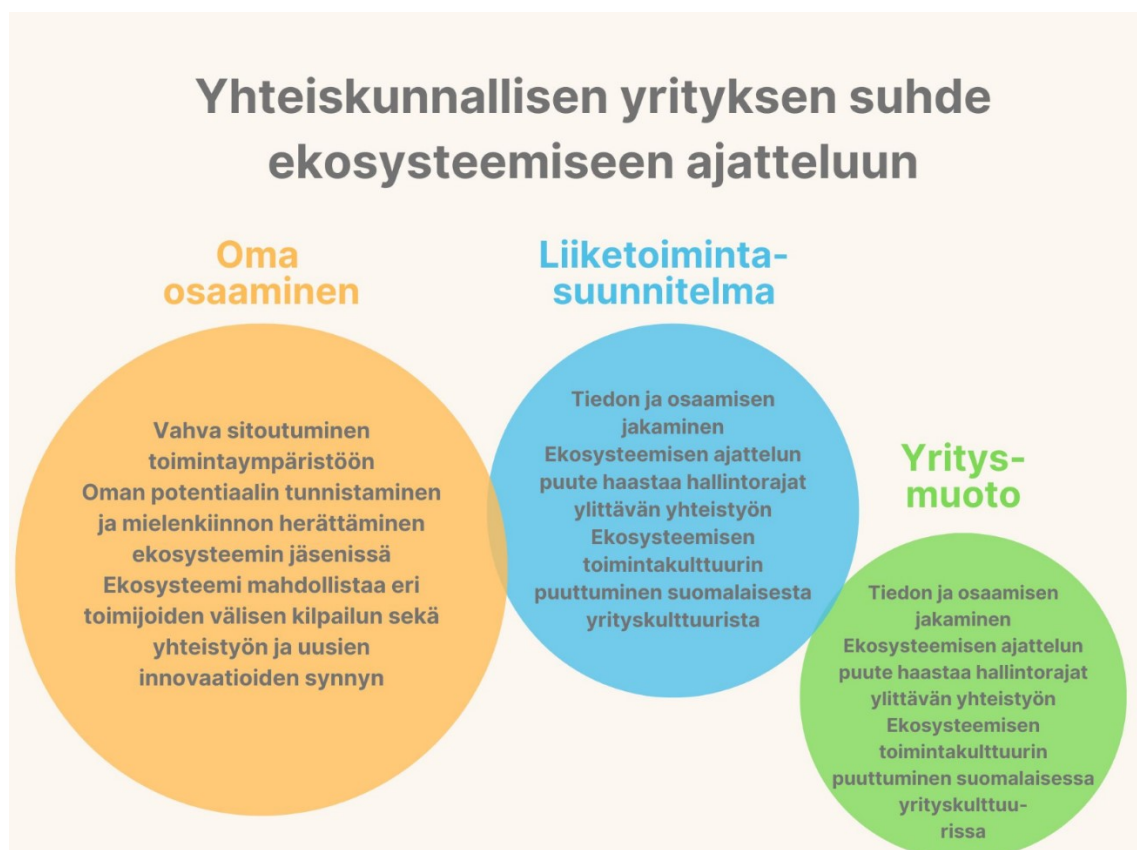 Yhteiskunnallisen yrityksen suhde
ekosysteemiseen ajatteluun
Oma
osaaminen
Vahva sitoutuminen
toimintaympäristöön
Oman potentiaalin tunnistaminen
ja mielenkiinnon herättäminen
ekosysteemin jäsenissä
Ekosysteemi mahdollistaa eri
toimijoiden välisen kilpailun sekä
yhteistyön ja uusien
innovaatioiden synnyn
Liiketoiminta-
suunnitelma
Tiedon ja osaamisen
jakaminen
Ekosysteemisen ajattelun
puute haastaa hallintorajat
ylittävän yhteistyön
Ekosysteemisen
toimintakulttuurin
puuttuminen suomalaisesta
yrityskulttuurista
Yritys-
muoto
Tiedon ja osaamisen
jakaminen
Ekosysteemisen ajattelun
puute haastaa hallintorajat
ylittävän yhteistyön
Ekosysteemisen
toimintakulttuurin
puuttuminen suomalaisessa
yrityskulttuu-
rissa